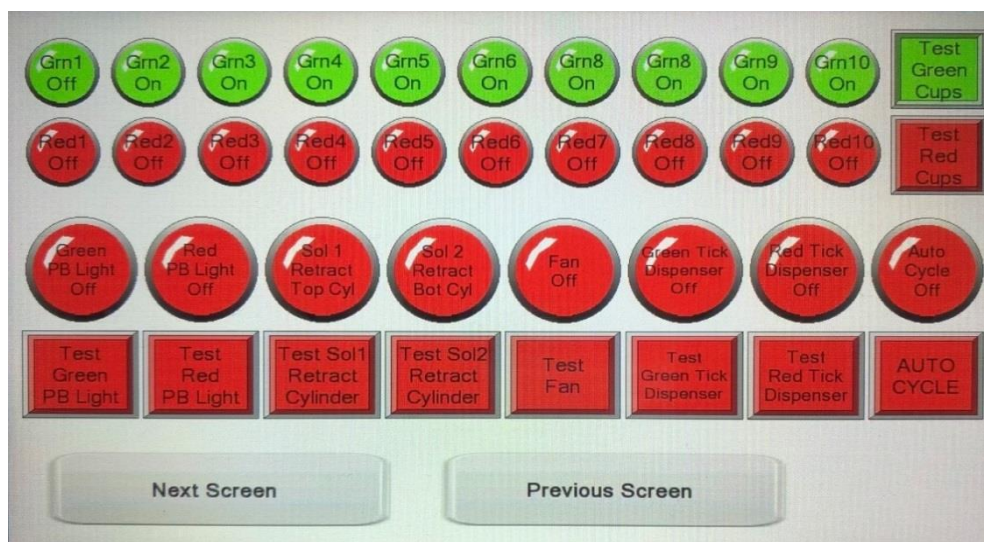 Grn1 Off
Grn2 On
Grn3 On
Grn4 On
Grn5 On
Grn6 On
Grn8 On
Grn8 On
Grn9 On
Grn10 On
Test Green Cups
Red1 Off
Red2 Off
Red3 Off
Red4 Off
Red5 Off
Red6 Off
Red7 Off
Red8 Off
Red9 Off
Red10 Off
Test Red Cups
Green PB Light Off
Red PB Light Off
Sol 1 Retract Top Cyl
Sol 2 Retract Bot Cyl
Fan Off
Green Tick Dispenser Off
Red Tick Dispenser Off
Auto Cycle Off
Test Green PB Light
Test Red PB Light
Test Sol1 Retract Cylinder
Test Sol2 Retract Cylinder
Test Fan
Test Green Tick Dispenser
Test Red Tick Dispenser
AUTO CYCLE
Next Screen
Previous Screen